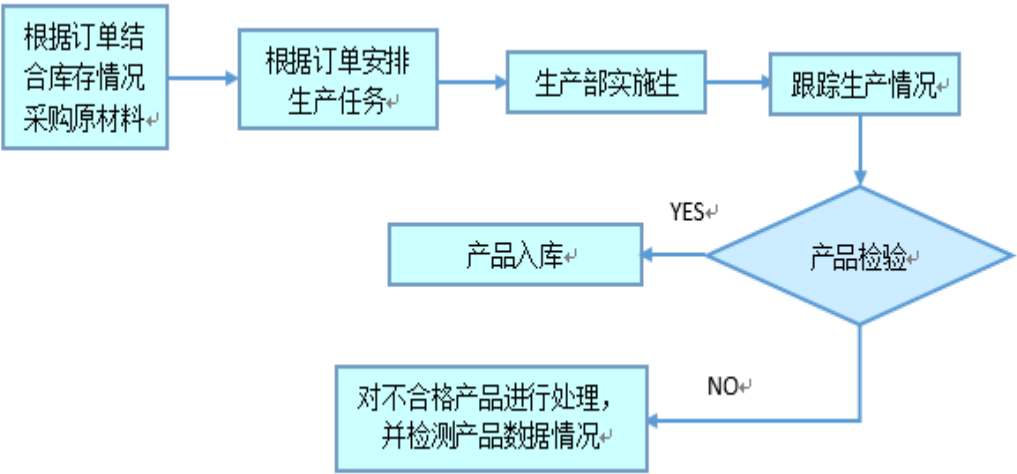 根据订单结
合库存情况
采购原材料
根据订单安排
生产任务
生产部实施生
跟踪生产情况
YES
产品入库
产品检验
NO
对不合格产品进行处理，
并检测产品数据情况